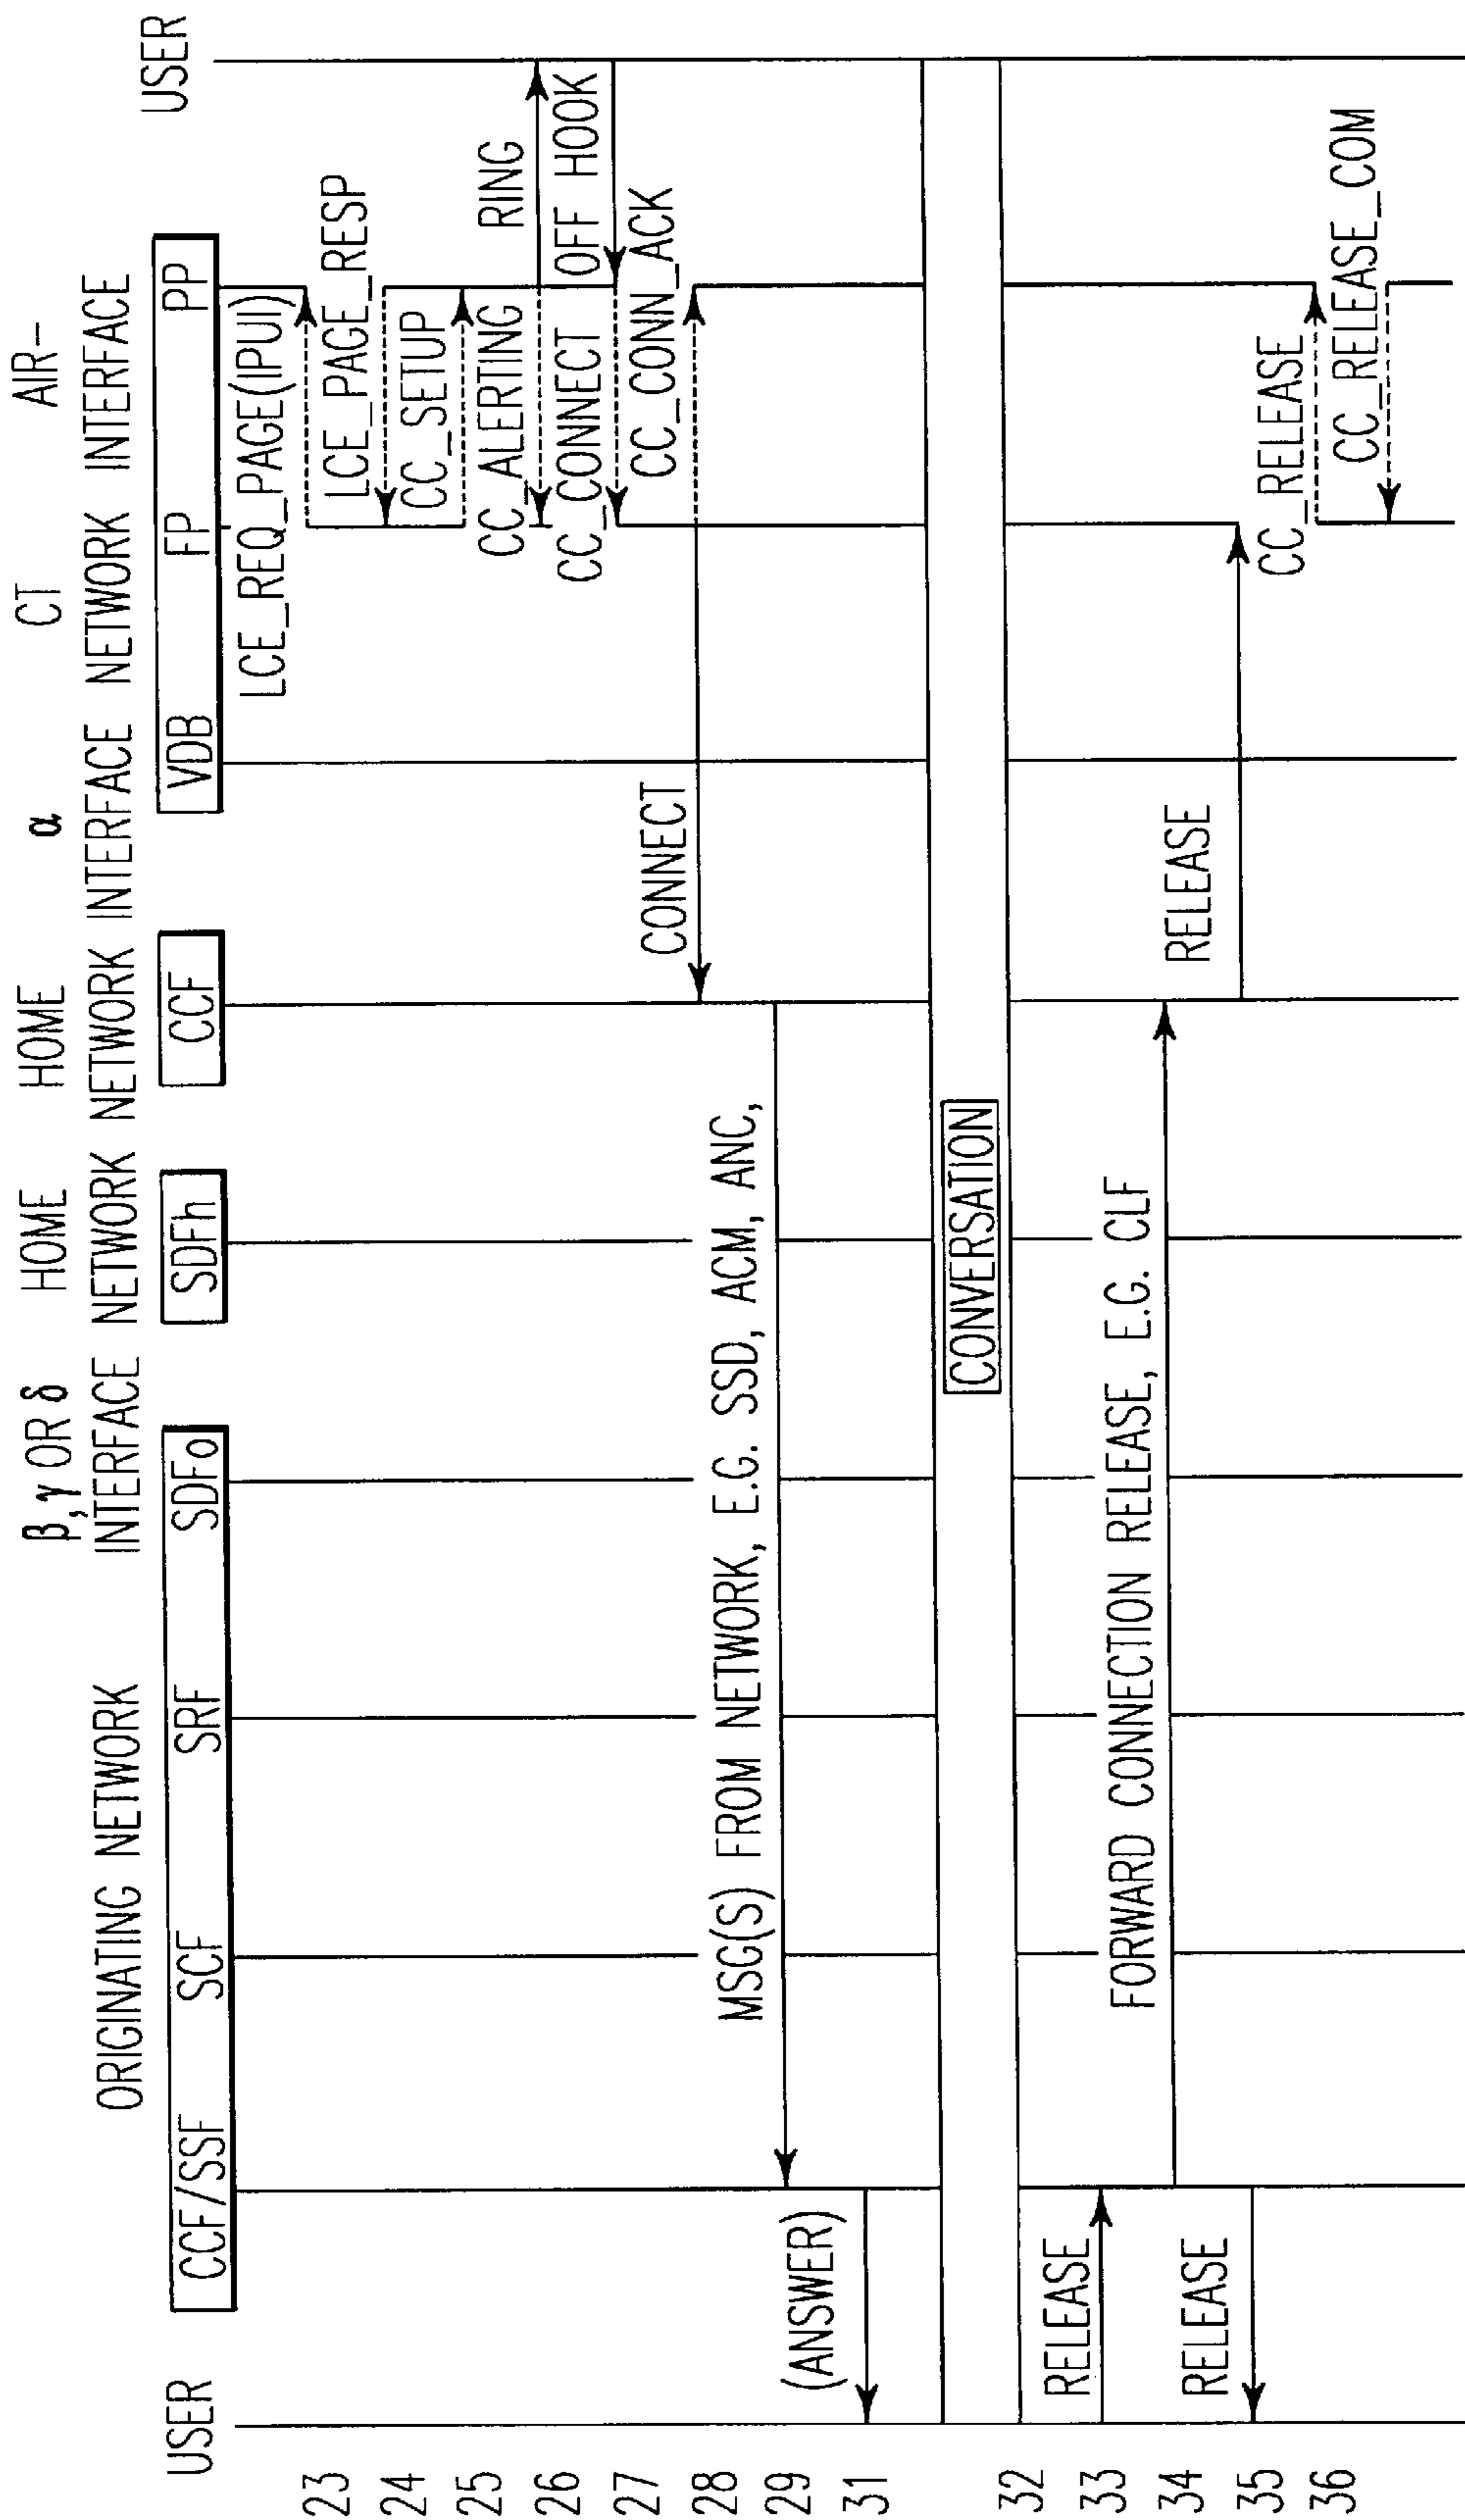 β, γ OR δ HOME HOME α CT AIR-
ORIGINATING NETWORK INTERFACE NETWORK NETWORK INTERFACE NETWORK INTERFACE
USER CCF/SSF SCF SRF SDFo SDFh CCF VDB FP PP USER
LCE_REQ_PAGE(IPUI)
23
LCE_PAGE_RESP
24
CC_SETUP
25
CC_ALERTING RING
26
CC_CONNECT OFF HOOK
27
CONNECT CC_CONN_ACK
28
MSG(S) FROM NETWORK, E.G. SSD, ACM, ANC,
29
(ANSWER)
31
CONVERSATION
32
RELEASE
33
FORWARD CONNECTION RELEASE, E.G. CLF
34
RELEASE RELEASE
35
CC_RELEASE
36
CC_RELEASE_COM